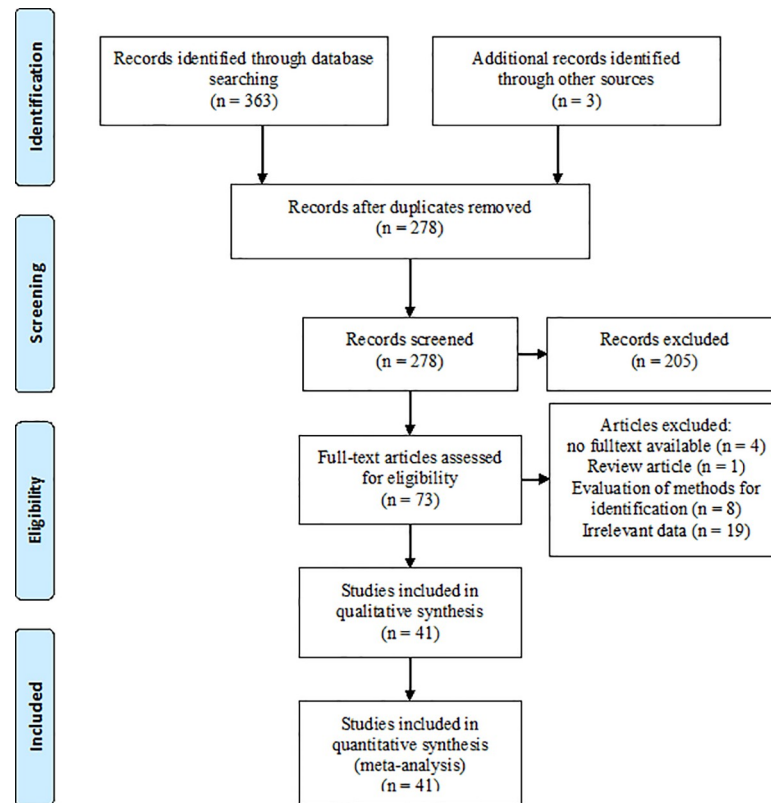 Identification
Records identified through database
searching
(n = 363)
Additional records identified
through other sources
(n = 3)
Records after duplicates removed
(n = 278)
Screening
Records screened
(n = 278)
Records excluded
(n = 205)
Eligibility
Full-text articles assessed
for eligibility
(n = 73)
Articles excluded:
no fulltext available (n = 4)
Review article (n = 1)
Evaluation of methods for
identification (n = 8)
Irrelevant data (n = 19)
Studies included in
qualitative synthesis
(n = 41)
Included
Studies included in
quantitative synthesis
(meta-analysis)
(n = 41)